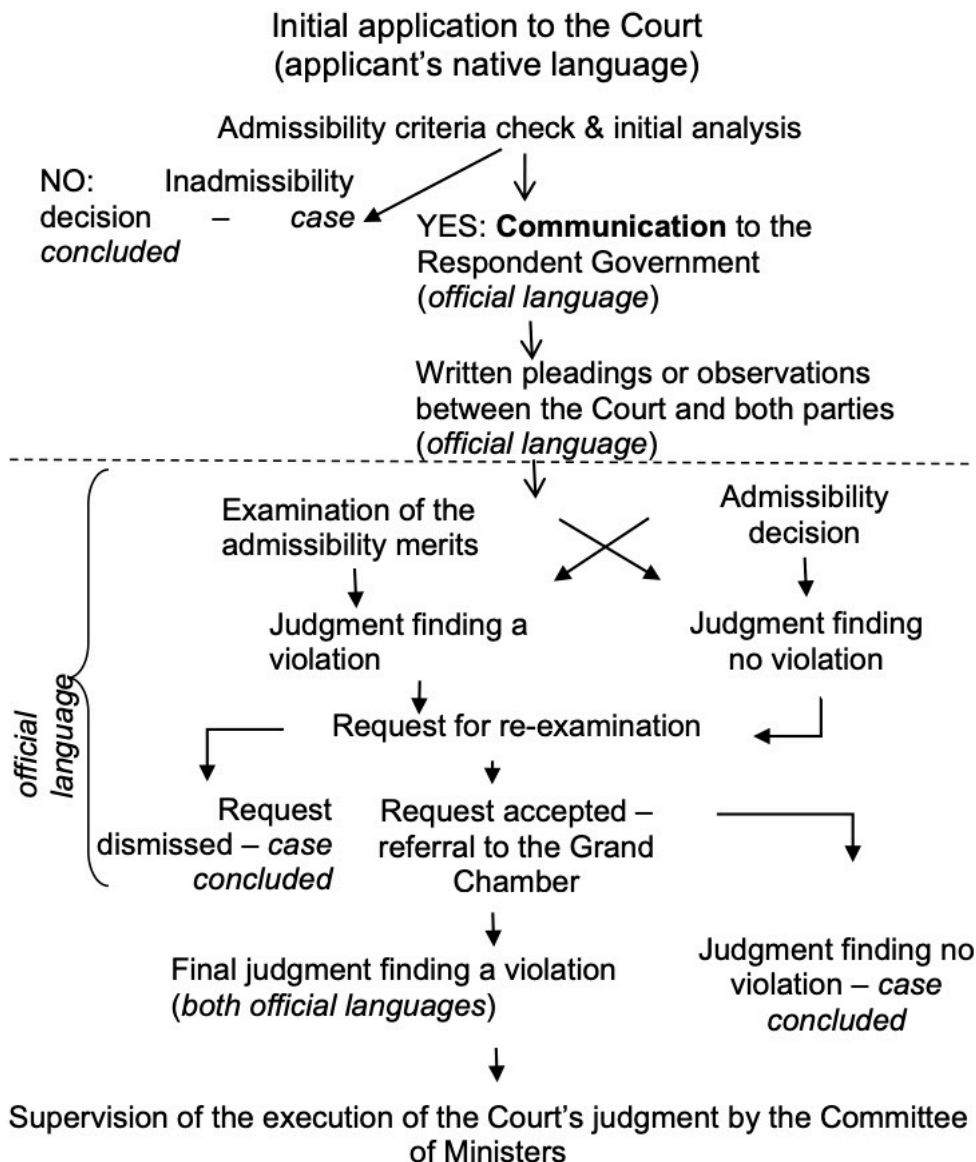 Initial application to the Court
(applicant's native language)
Admissibility criteria check & initial analysis
NO: Inadmissibility
decision – case
concluded
YES: Communication to the
Respondent Government
(official language)
Written pleadings or observations
between the Court and both parties
(official language)
official
language
Examination of the
admissibility merits
Admissibility
decision
Judgment finding a
violation
Judgment finding
no violation
Request for re-examination
Request
dismissed – case
concluded
Request accepted –
referral to the Grand
Chamber
Final judgment finding a violation
(both official languages)
Judgment finding no
violation – case
concluded
Supervision of the execution of the Court's judgment by the Committee
of Ministers